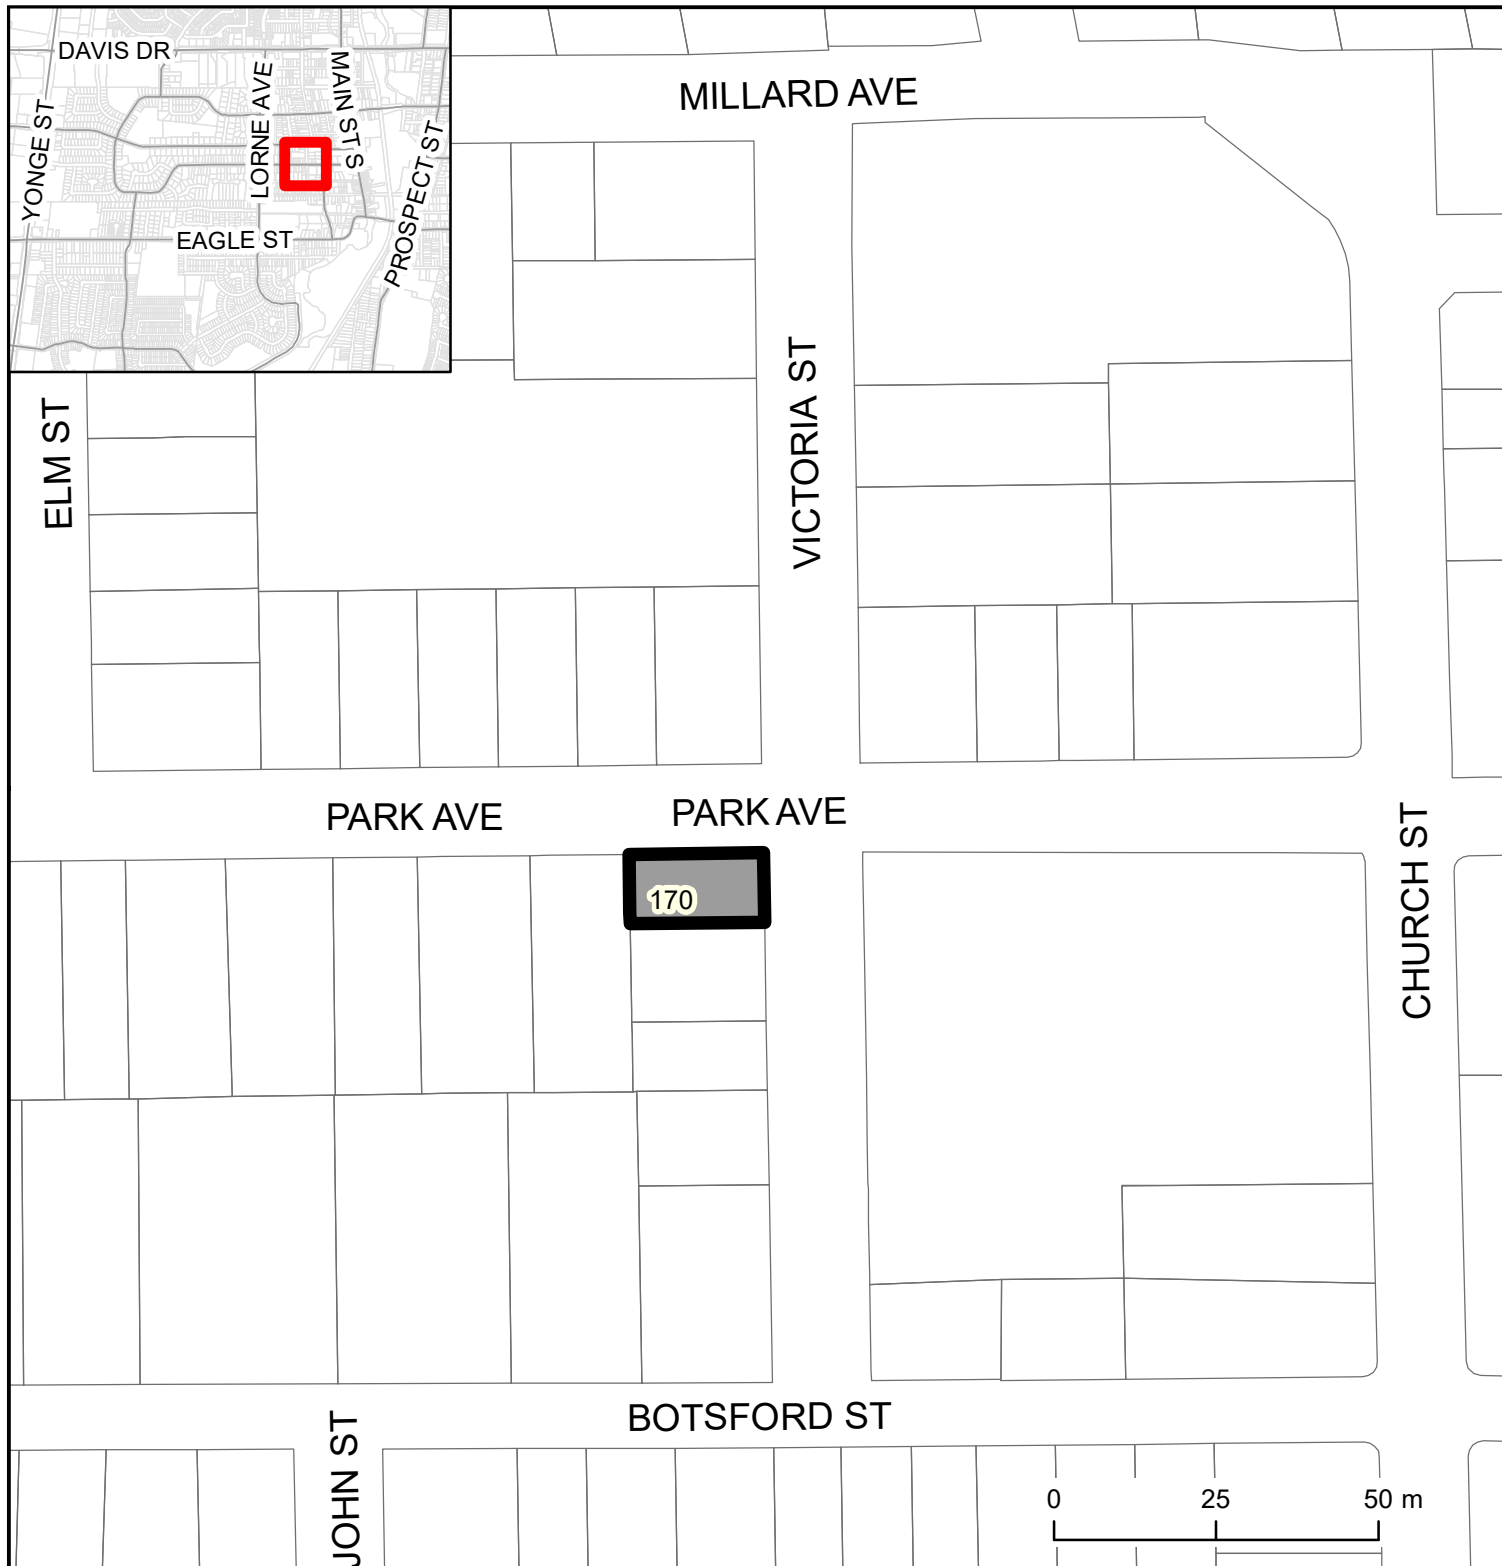 DAVIS DR
YONGE ST
LORNE AVE
MAIN ST S
PROSPECT ST
EAGLE ST
MILLARD AVE
ELM ST
VICTORIA ST
PARK AVE
PARK AVE
170
CHURCH ST
BOTSFORD ST
JOHN ST
0 25 50 m